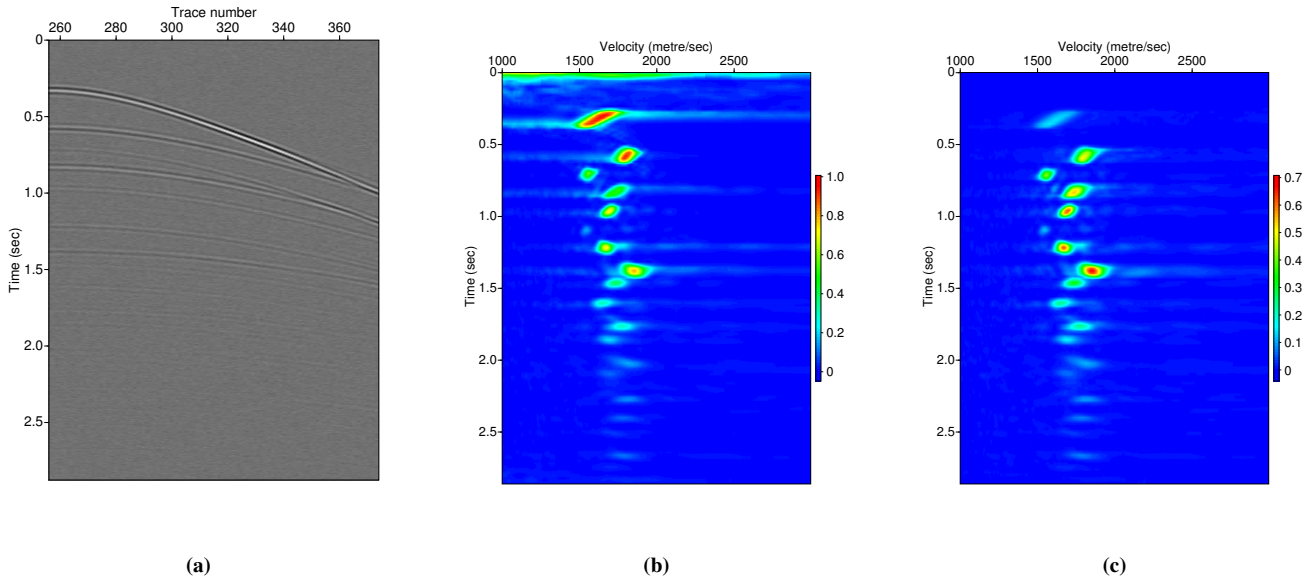 Trace number
260 280 300 320 340 360
0
0.5
1.0
1.5
2.0
2.5
Time (sec)
(a)
Velocity (metre/sec)
1000 1500 2000 2500
0
0.5
1.0
1.5
2.0
2.5
Time (sec)
1.0
0.8
0.6
0.4
0.2
0
(b)
Velocity (metre/sec)
1000 1500 2000 2500
0
0.5
1.0
1.5
2.0
2.5
Time (sec)
0.7
0.6
0.5
0.4
0.3
0.2
0.1
0
(c)